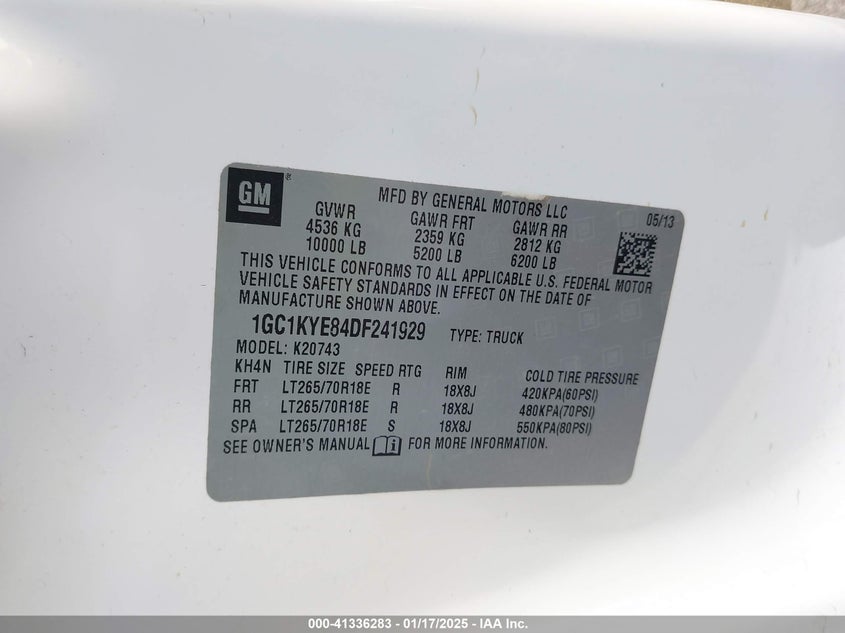 GM
®
MFD BY GENERAL MOTORS LLC
05/13
GVWR GAWR FRT GAWR RR
4536 KG 2359 KG 2812 KG
10000 LB 5200 LB 6200 LB
THIS VEHICLE CONFORMS TO ALL APPLICABLE U.S. FEDERAL MOTOR
VEHICLE SAFETY STANDARDS IN EFFECT ON THE DATE OF
MANUFACTURE SHOWN ABOVE.
1GC1KYE84DF241929 TYPE: TRUCK
MODEL: K20743
KH4N TIRE SIZE SPEED RTG RIM COLD TIRE PRESSURE
FRT LT265/70R18E R 18X8J 420KPA(60PSI)
RR LT265/70R18E R 18X8J 480KPA(70PSI)
SPA LT265/70R18E S 18X8J 550KPA(80PSI)
SEE OWNER'S MANUAL FOR MORE INFORMATION.
000-41336283 - 01/17/2025 - IAAI.com